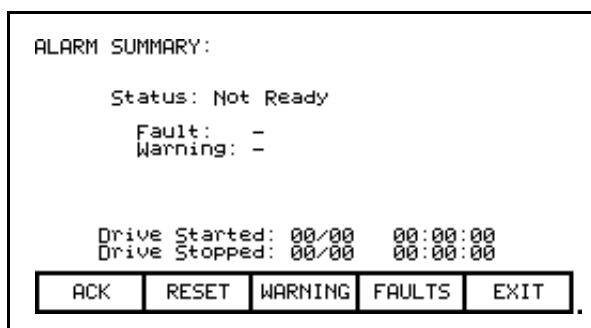 ALARM SUMMARY:
Status: Not Ready
Fault: -
Warning: -
Drive Started: 00/00 00:00:00
Drive Stopped: 00/00 00:00:00
ACK RESET WARNING FAULTS EXIT
.